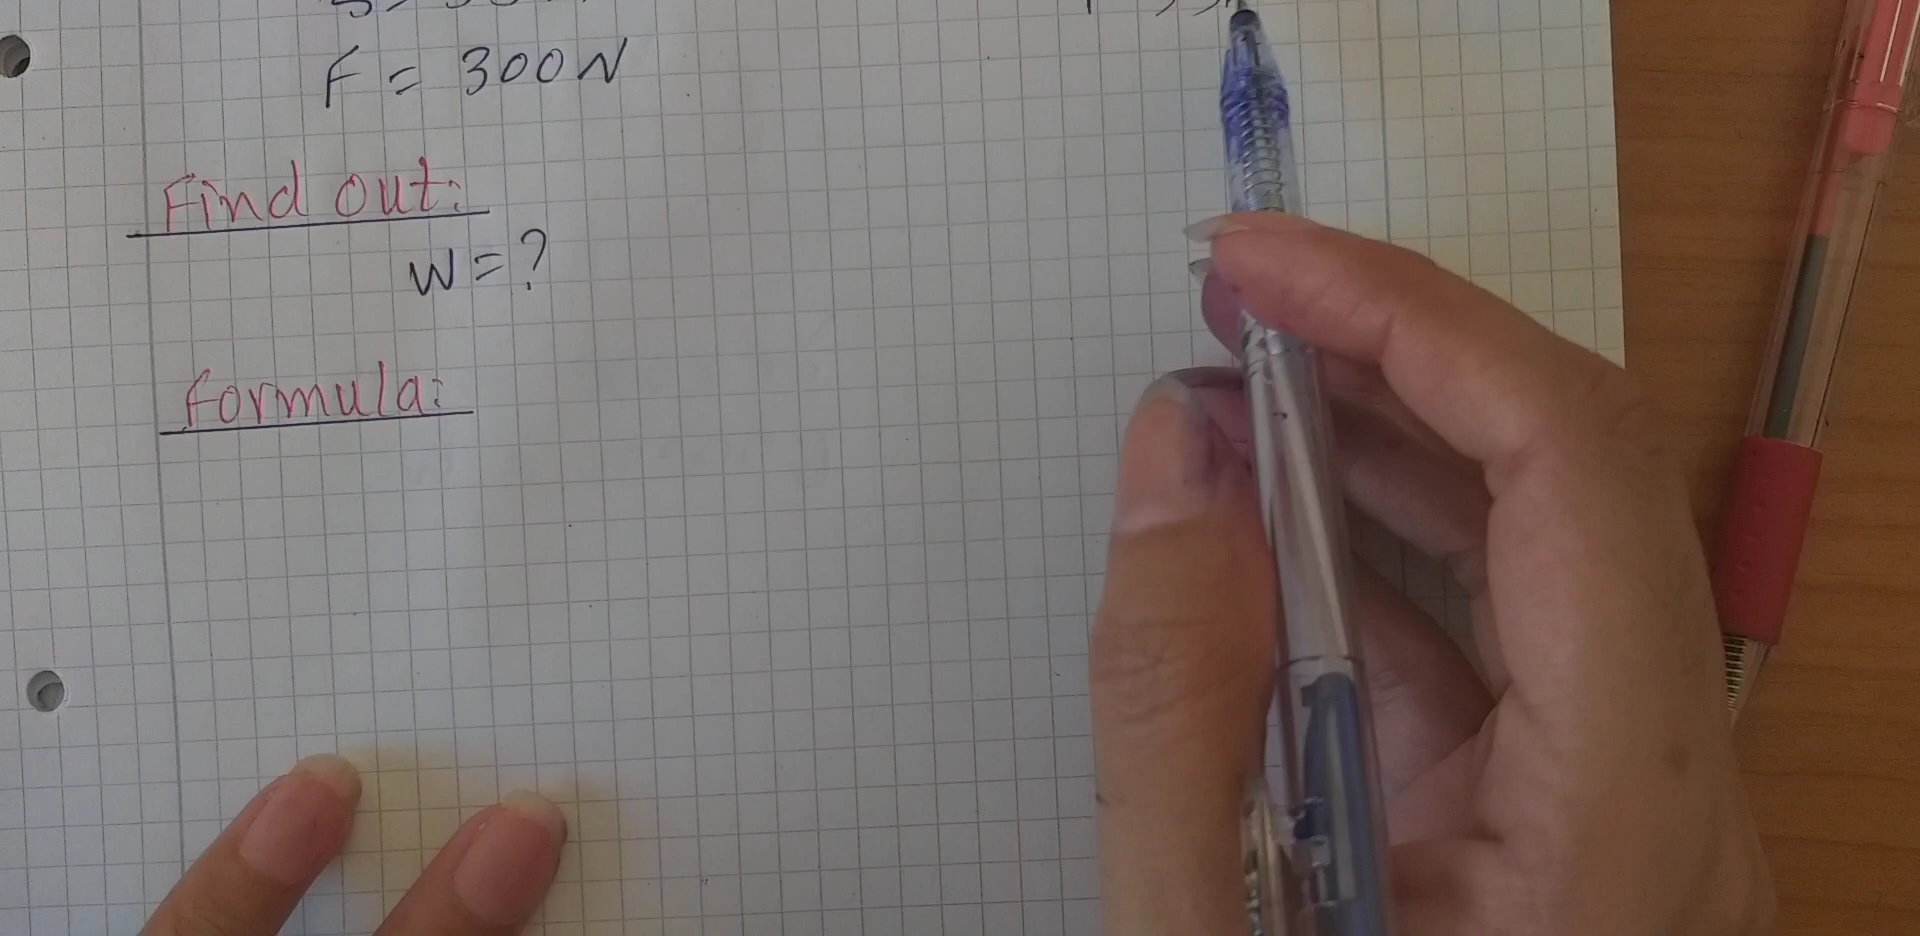 F = 300N
Find out:
W = ?
formula: